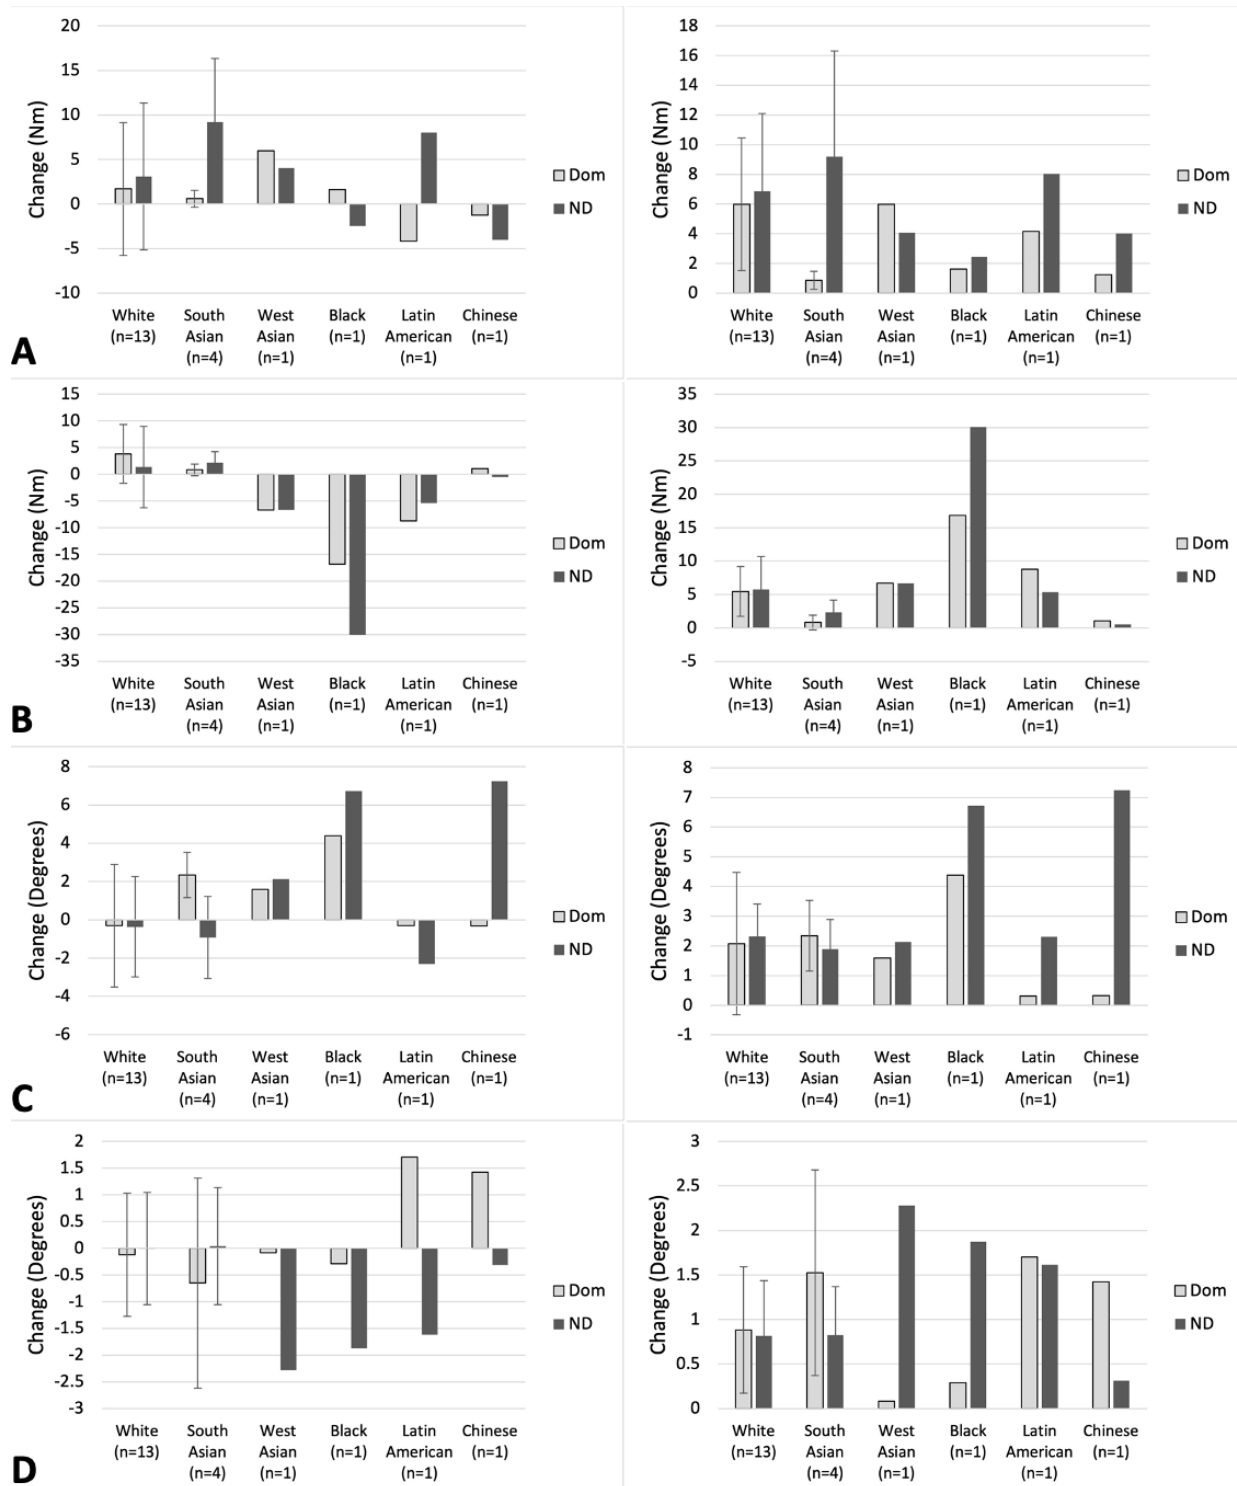 20
15
10
5
0
-5
-10
Change (Nm)
White
(n=13)
South
Asian
(n=4)
West
Asian
(n=1)
Black
(n=1)
Latin
American
(n=1)
Chinese
(n=1)
Dom
ND
18
16
14
12
10
8
6
4
2
0
Change (Nm)
White
(n=13)
South
Asian
(n=4)
West
Asian
(n=1)
Black
(n=1)
Latin
American
(n=1)
Chinese
(n=1)
Dom
ND
A
15
10
5
0
-5
-10
-15
-20
-25
-30
-35
Change (Nm)
White
(n=13)
South
Asian
(n=4)
West
Asian
(n=1)
Black
(n=1)
Latin
American
(n=1)
Chinese
(n=1)
Dom
ND
35
30
25
20
15
10
5
0
-5
Change (Nm)
White
(n=13)
South
Asian
(n=4)
West
Asian
(n=1)
Black
(n=1)
Latin
American
(n=1)
Chinese
(n=1)
Dom
ND
B
8
6
4
2
0
-2
-4
-6
Change (Degrees)
White
(n=13)
South
Asian
(n=4)
West
Asian
(n=1)
Black
(n=1)
Latin
American
(n=1)
Chinese
(n=1)
Dom
ND
8
7
6
5
4
3
2
1
0
-1
Change (Degrees)
White
(n=13)
South
Asian
(n=4)
West
Asian
(n=1)
Black
(n=1)
Latin
American
(n=1)
Chinese
(n=1)
Dom
ND
C
2
1.5
1
0.5
0
-0.5
-1
-1.5
-2
-2.5
-3
Change (Degrees)
White
(n=13)
South
Asian
(n=4)
West
Asian
(n=1)
Black
(n=1)
Latin
American
(n=1)
Chinese
(n=1)
Dom
ND
3
2.5
2
1.5
1
0.5
0
Change (Degrees)
White
(n=13)
South
Asian
(n=4)
West
Asian
(n=1)
Black
(n=1)
Latin
American
(n=1)
Chinese
(n=1)
Dom
ND
D